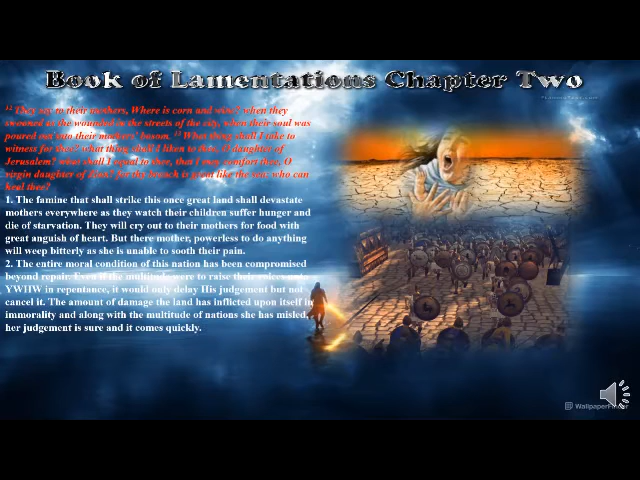 Book of Lamentations Chapter Two
12 They say to their mothers, Where is corn and wine? when they
swooned as the wounded in the streets of the city, when their soul was
poured out into their mothers' bosom. 13 What thing shall I take to
witness for thee? what thing shall I liken to thee, O daughter of
Jerusalem? what shall I equal to thee, that I may comfort thee, O
virgin daughter of Zion? for thy breach is great like the sea: who can
heal thee?
1. The famine that shall strike this once great land shall devastate
mothers everywhere as they watch their children suffer hunger and
die of starvation. They will cry out to their mothers for food with
great anguish of heart. But there mother, powerless to do anything
will weep bitterly as she is unable to sooth their pain.
2. The entire moral condition of this nation has been compromised
beyond repair. Even if the multitude were to raise their voices unto
YWHW in repentance, it would only delay His judgement but not
cancel it. The amount of damage the land has inflicted upon itself in
immorality and along with the multitude of nations she has misled,
her judgement is sure and it comes quickly.
WallpaperFinder